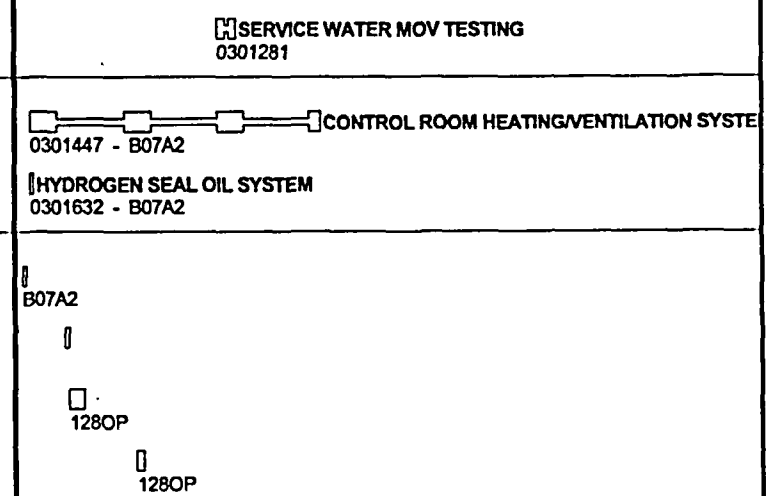 SERVICE WATER MOV TESTING
0301281
CONTROL ROOM HEATING/VENTILATION SYSTE
0301447 - B07A2
HYDROGEN SEAL OIL SYSTEM
0301632 - B07A2
B07A2
128OP
128OP